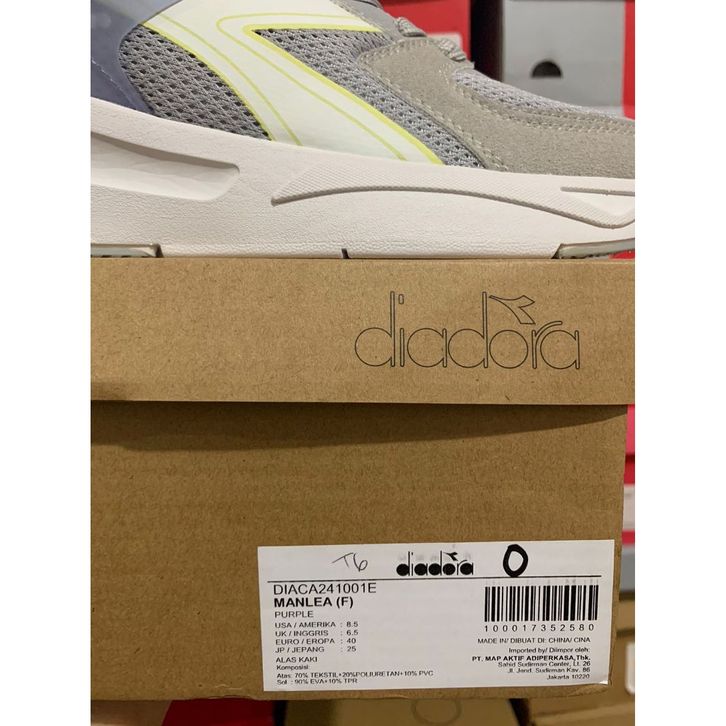 diadora
T6 diadora O
DIACA241001E
MANLEA (F)
PURPLE
USA / AMERIKA : 8.5
UK / INGGRIS : 6.5
EURO / EROPA : 40
JP / JEPANG : 25
ALAS KAKI
Komposisi:
Atas: 70% TEKSTIL+20%POLIURETAN+10% PVC
Sol : 90% EVA+10% TPR
100017352580
MADE IN/ DIBUAT DI: CHINA/ CINA
Imported by/ Diimpor oleh:
PT. MAP AKTIF ADIPERKASA,Tbk.
Sahid Sudirman Center, Lt. 26
Jl. Jend. Sudirman Kav. 86
Jakarta 10220